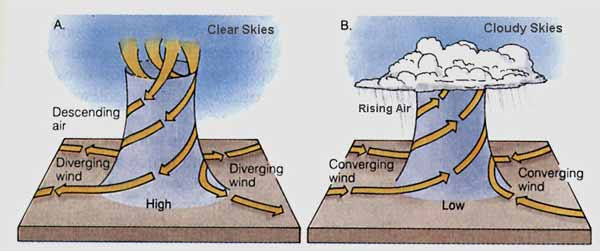 A.
Clear Skies
Descending
air
Diverging
wind
Diverging
wind
High
B.
Cloudy Skies
Rising Air
Converging
wind
Converging
wind
Low